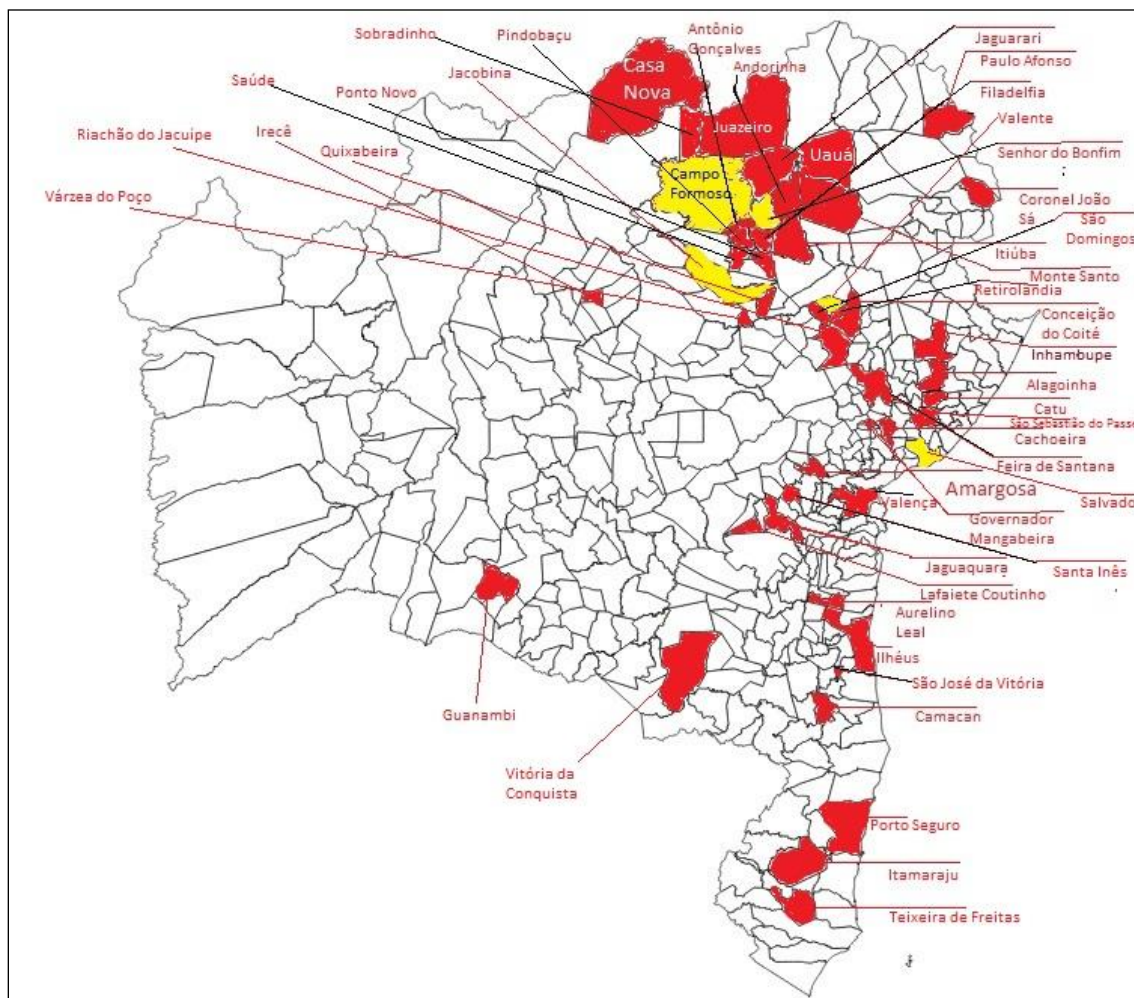 Sobradinho
Pindobaçu
Antônio
Gonçalves
Jaguarari
Saúde
Ponto Novo
Jacobina
Casa
Nova
Andorinha
Paulo Afonso
Filadelfia
Riachão do Jacuipe
Irecê
Quixabeira
Juazeiro
Uauá
Valente
Senhor do Bonfim
Várzea do Poço
Campo
Formoso
Coronel João
Sá
São
Domingos
Itiúba
Monte Santo
Retirolandia
Conceição
do Coité
Inhambupe
Alagoinha
Catu
São Sebastião do Passé
Cachoeira
Feira de Santana
Amargosa
Valença
Salvado
Governador
Mangabeira
Jaguaquara
Santa Inês
Lafaiete Coutinho
Aurelino
Leal
Ilhéus
São José da Vitória
Guanambi
Camacan
Vitória da
Conquista
Porto Seguro
Itamaraju
Teixeira de Freitas